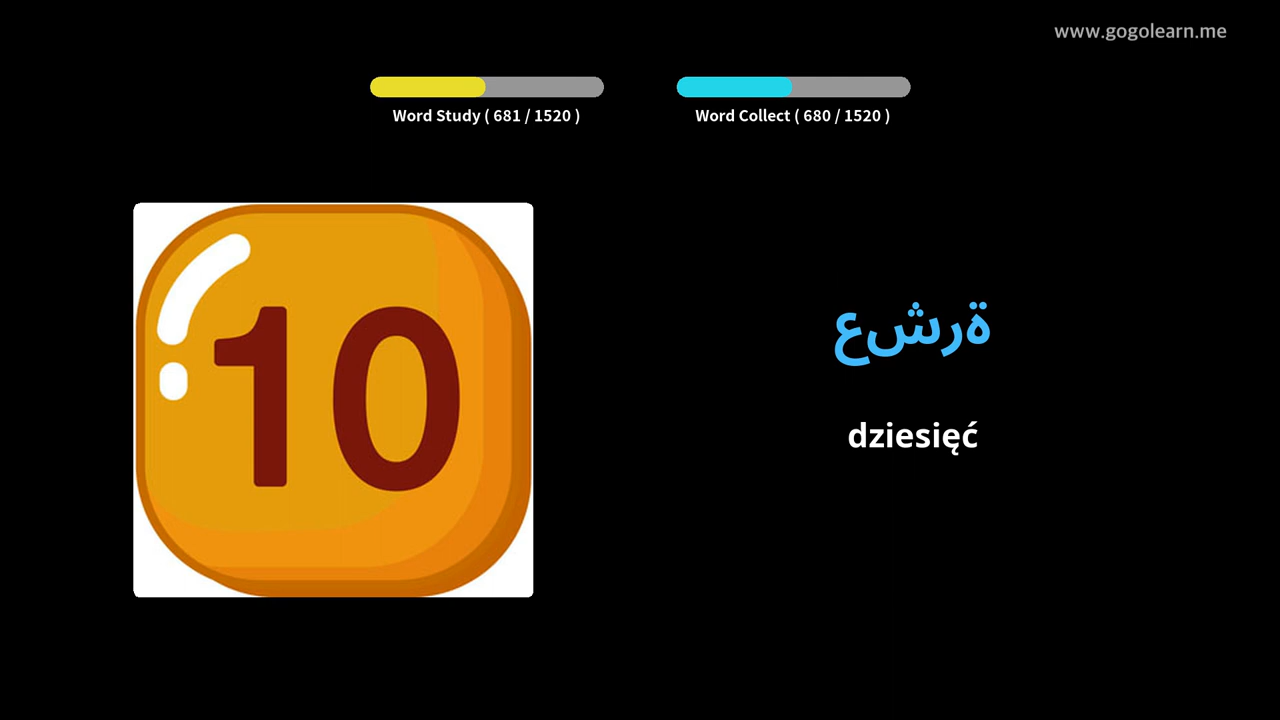 www.gogolearn.me
Word Study ( 681 / 1520 )
Word Collect ( 680 / 1520 )
10
ةرشع
dziesięć